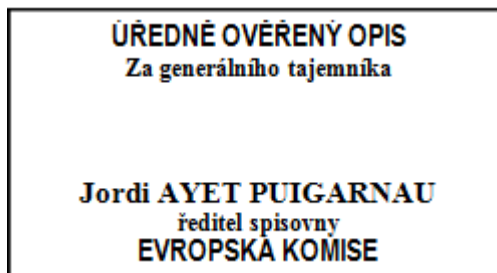 ÚŘEDNĚ OVĚŘENÝ OPIS
Za generálního tajemníka
Jordi AYET PUIGARNAU
ředitel spisovny
EVROPSKÁ KOMISE